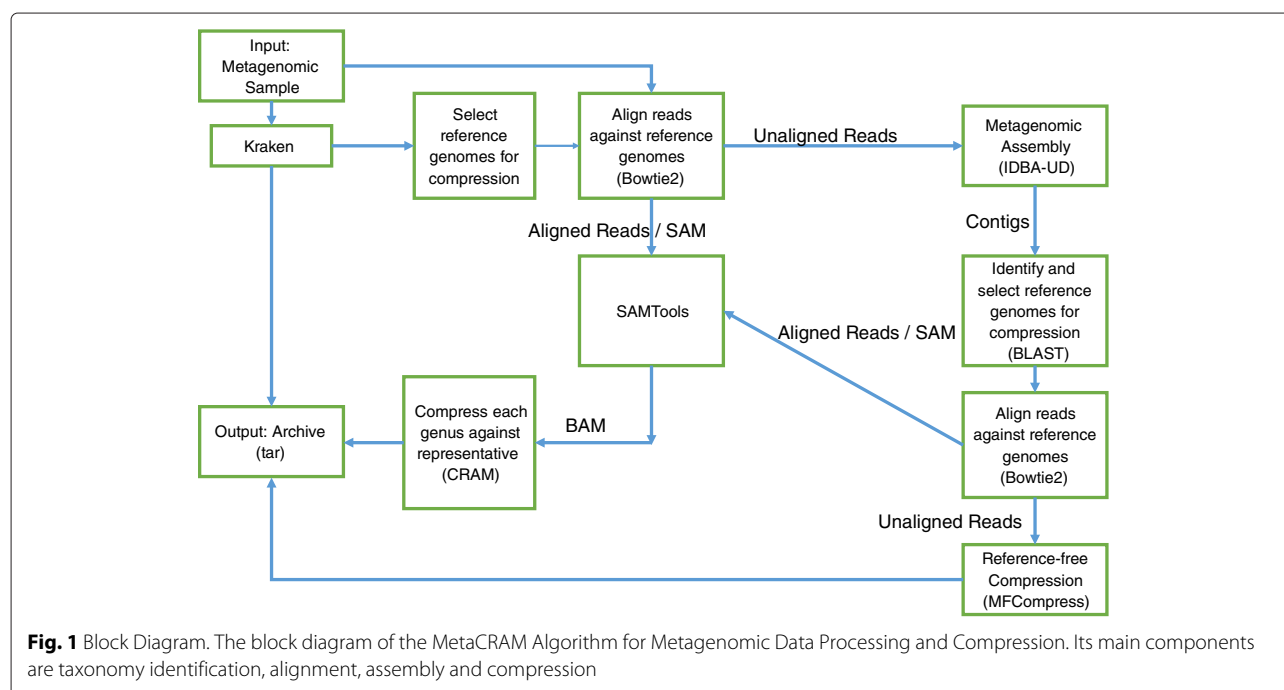 Input:
Metagenomic
Sample
Kraken
Select
reference
genomes for
compression
Align reads
against reference
genomes
(Bowtie2)
Unaligned Reads
Metagenomic
Assembly
(IDBA-UD)
Aligned Reads / SAM
Contigs
SAMTools
Identify and
select reference
genomes for
compression
(BLAST)
Aligned Reads / SAM
Align reads
against reference
genomes
(Bowtie2)
BAM
Compress each
genus against
representative
(CRAM)
Output: Archive
(tar)
Unaligned Reads
Reference-free
Compression
(MFCompress)
Fig. 1 Block Diagram. The block diagram of the MetaCRAM Algorithm for Metagenomic Data Processing and Compression. Its main components
are taxonomy identification, alignment, assembly and compression